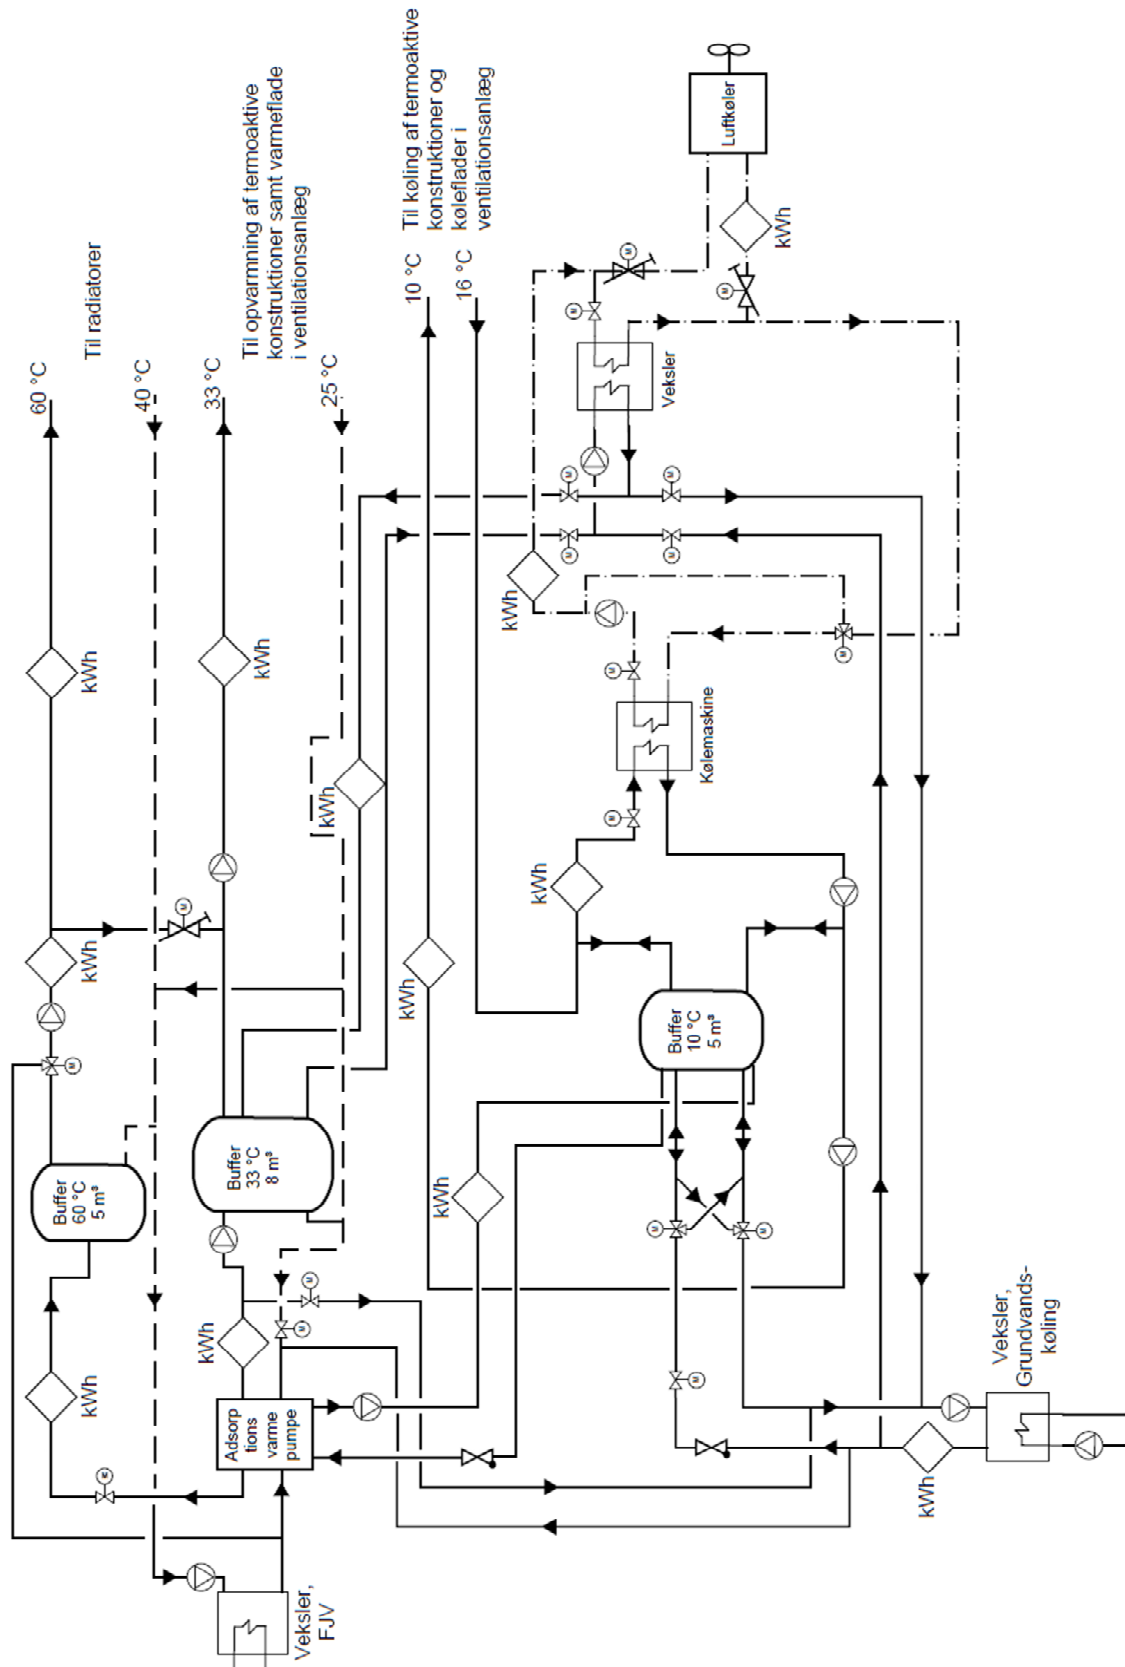 60 °C
Til radiatorer
40 °C
33 °C
Til opvarmning af termoaktive
konstruktioner samt varmeflade
i ventilationsanlæg
25 °C
10 °C
Til køling af termoaktive
konstruktioner og
køleflader i
ventilationsanlæg
16 °C
Luftkøler
kWh
M
M
M
Veksler
M
M
M
M
kWh
M
M
Kølemaskine
M
kWh
kWh
kWh
kWh
kWh
kWh
M
M
kWh
Buffer
60 °C
5 m³
Buffer
33 °C
8 m³
Buffer
10 °C
5 m³
kWh
M
M
M
M
M
kWh
kWh
Adsorp
tions
varme
pumpe
M
Veksler,
FJV
kWh
Veksler,
Grundvands-
køling